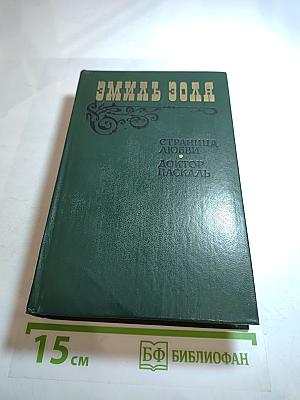 ЭМИЛЬ ЗОЛЯ
СТРАНИЦА
ЛЮБВИ
•
ДОКТОР
ПАСКАЛЬ
15 см
БФ БИБЛИОФАН